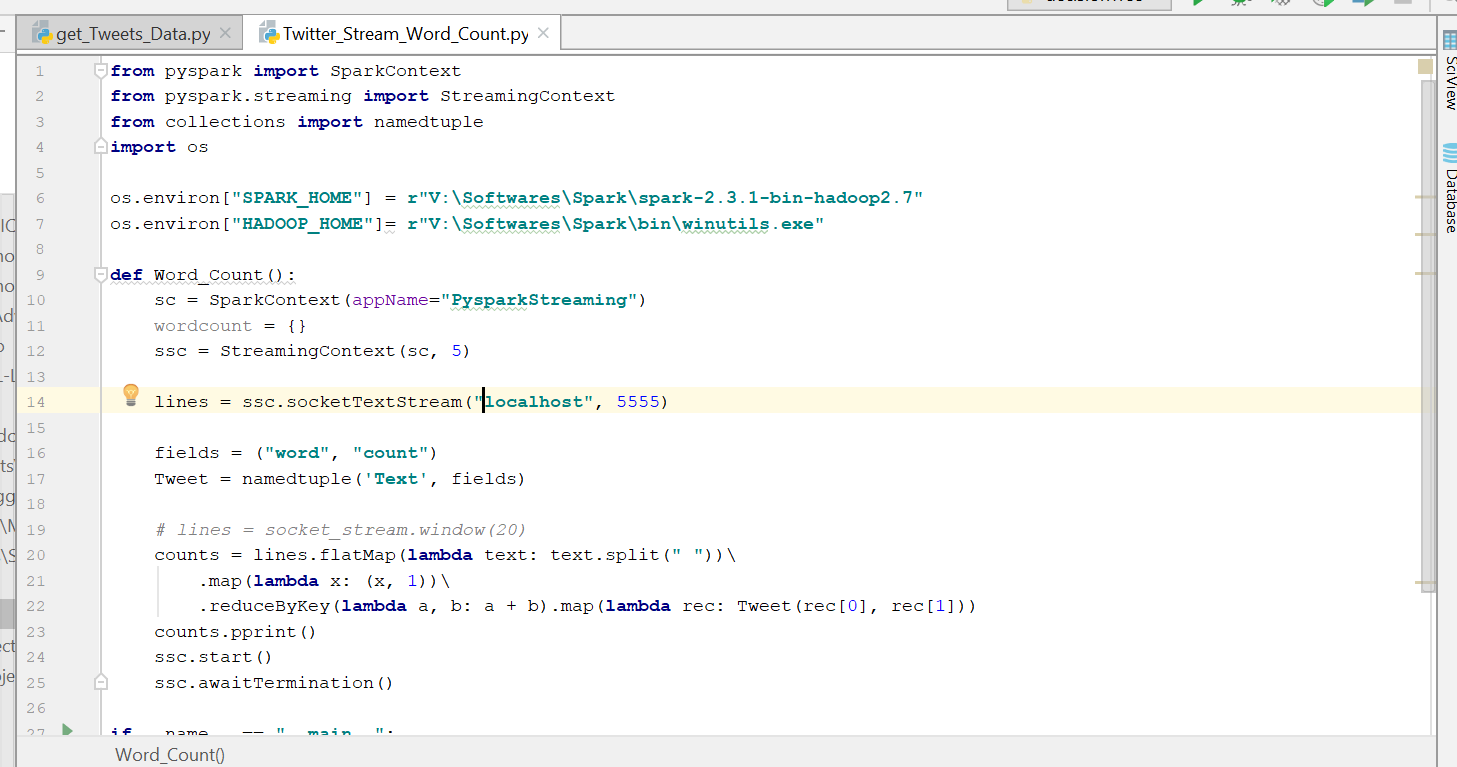 get_Tweets_Data.py
Twitter_Stream_Word_Count.py
1 from pyspark import SparkContext
2 from pyspark.streaming import StreamingContext
3 from collections import namedtuple
4 import os
5
6 os.environ["SPARK_HOME"] = r"V:\Softwares\Spark\spark-2.3.1-bin-hadoop2.7"
7 os.environ["HADOOP_HOME"]= r"V:\Softwares\Spark\bin\winutils.exe"
8
9 def Word_Count():
10 sc = SparkContext(appName="PysparkStreaming")
11 wordcount = {}
12 ssc = StreamingContext(sc, 5)
13
14 lines = ssc.socketTextStream("localhost", 5555)
15
16 fields = ("word", "count")
17 Tweet = namedtuple('Text', fields)
18
19 # lines = socket_stream.window(20)
20 counts = lines.flatMap(lambda text: text.split(" "))\
21 .map(lambda x: (x, 1))\
22 .reduceByKey(lambda a, b: a + b).map(lambda rec: Tweet(rec[0], rec[1]))
23 counts.pprint()
24 ssc.start()
25 ssc.awaitTermination()
26
27 if __name__ == "__main__":
Word_Count()
SciView
Database